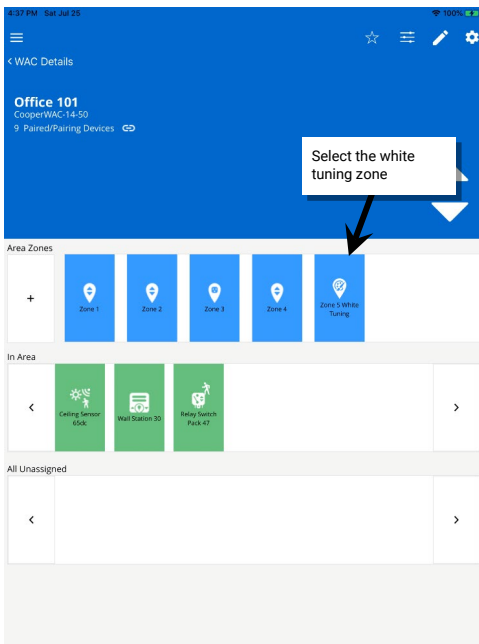 4:37 PM Sat Jul 25
100%
< WAC Details
Office 101
CooperWAC-14-50
9 Paired/Pairing Devices
Select the white
tuning zone
Area Zones
+
Zone 1
Zone 2
Zone 3
Zone 4
Zone 5 White
Tuning
In Area
<
Ceiling Sensor
65dc
Wall Station 30
Relay Switch
Pack 47
>
All Unassigned
<
>